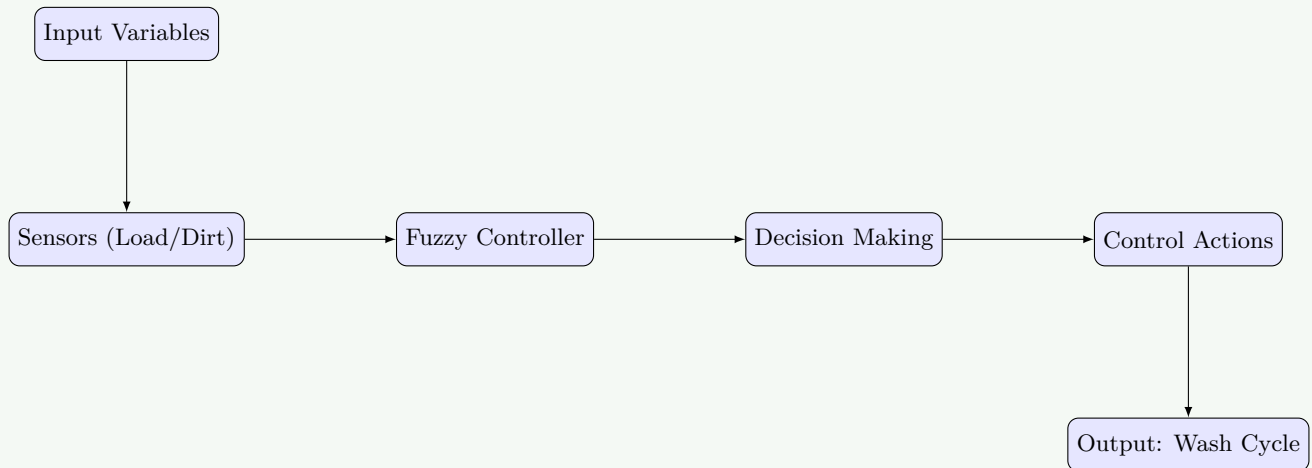 Input Variables
Sensors (Load/Dirt)
Fuzzy Controller
Decision Making
Control Actions
Output: Wash Cycle